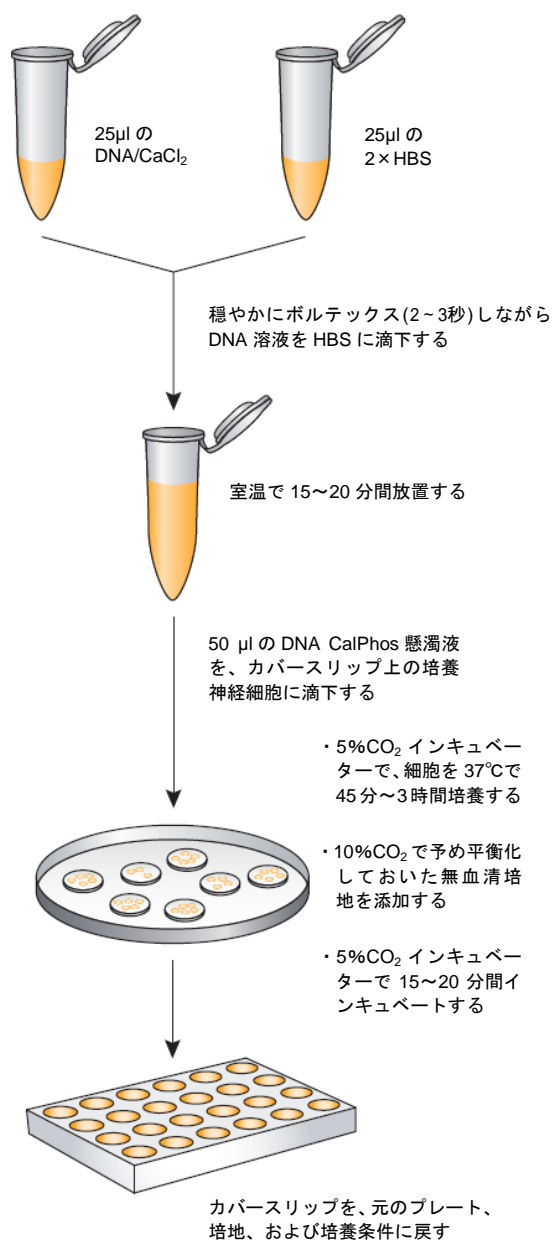 25µl の
DNA/CaCl₂
25µl の
2×HBS
穏やかにボルテックス(2~3秒)しながら
DNA 溶液を HBS に滴下する
室温で 15～20 分間放置する
50 µl の DNA CalPhos 懸濁液
を、カバースリップ上の培養
神経細胞に滴下する
・5%CO₂ インキュベー
ターで、細胞を 37℃で
45分～3時間培養する
・10%CO₂ で予め平衡化
しておいた無血清培
地を添加する
・5%CO₂ インキュベー
ターで 15～20 分間イ
ンキュベートする
カバースリップを、元のプレート、
培地、および培養条件に戻す